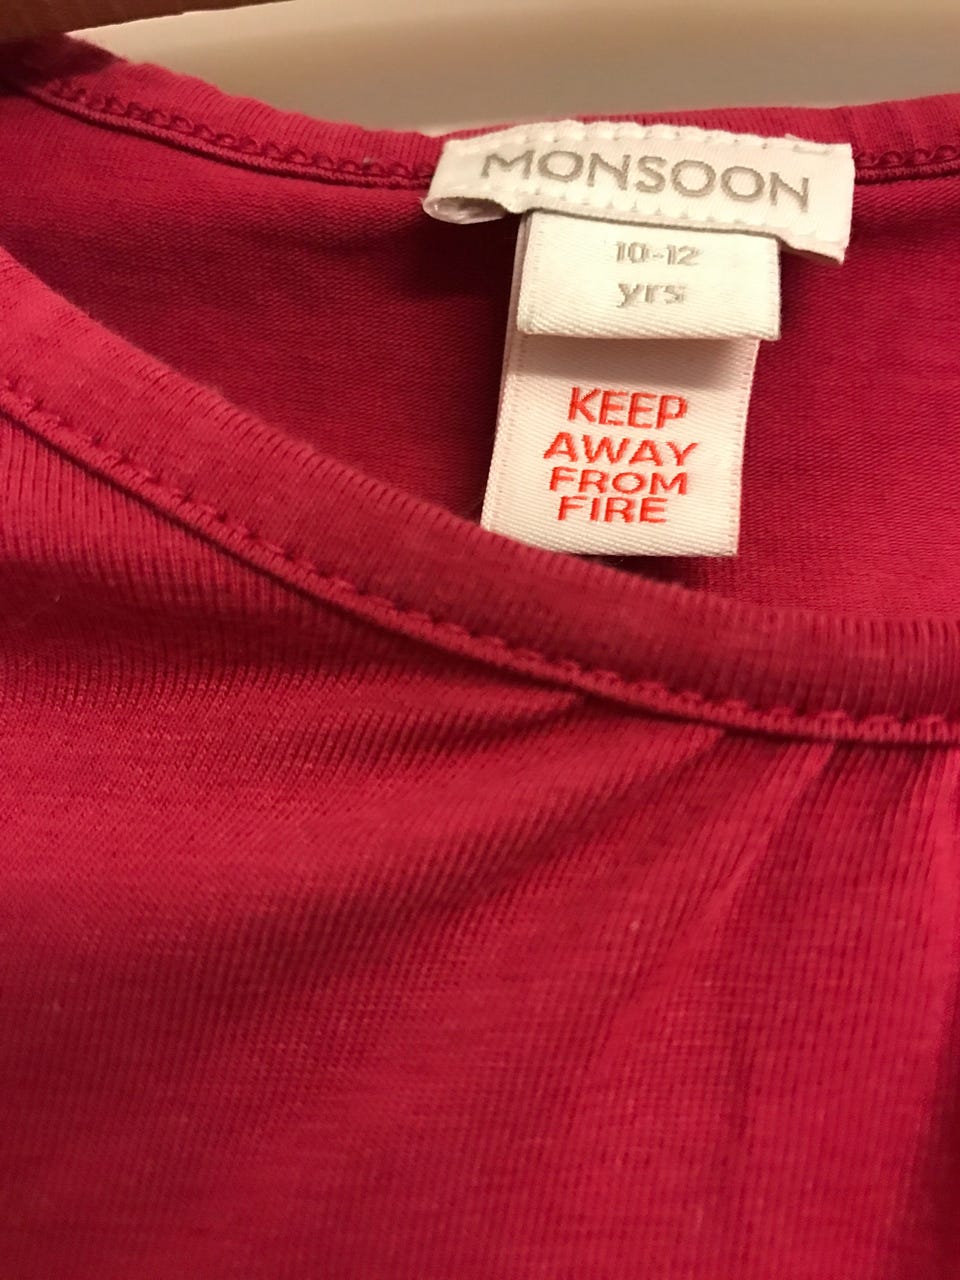 MONSOON
10-12
yrs
KEEP
AWAY
FROM
FIRE